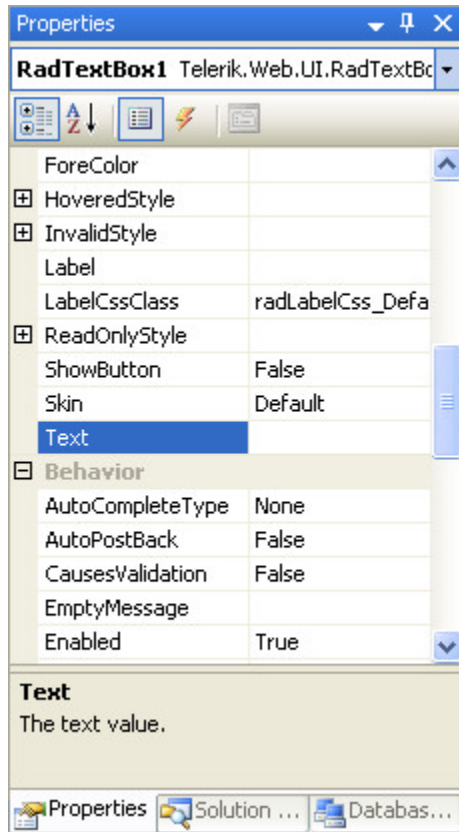 Properties
RadTextBox1 Telerik.Web.UI.RadTextBo
ForeColor
HoveredStyle
InvalidStyle
Label
LabelCssClass radLabelCss_Defa
ReadOnlyStyle
ShowButton False
Skin Default
Text
Behavior
AutoCompleteType None
AutoPostBack False
CausesValidation False
EmptyMessage
Enabled True
Text
The text value.
Properties Solution ... Databas...